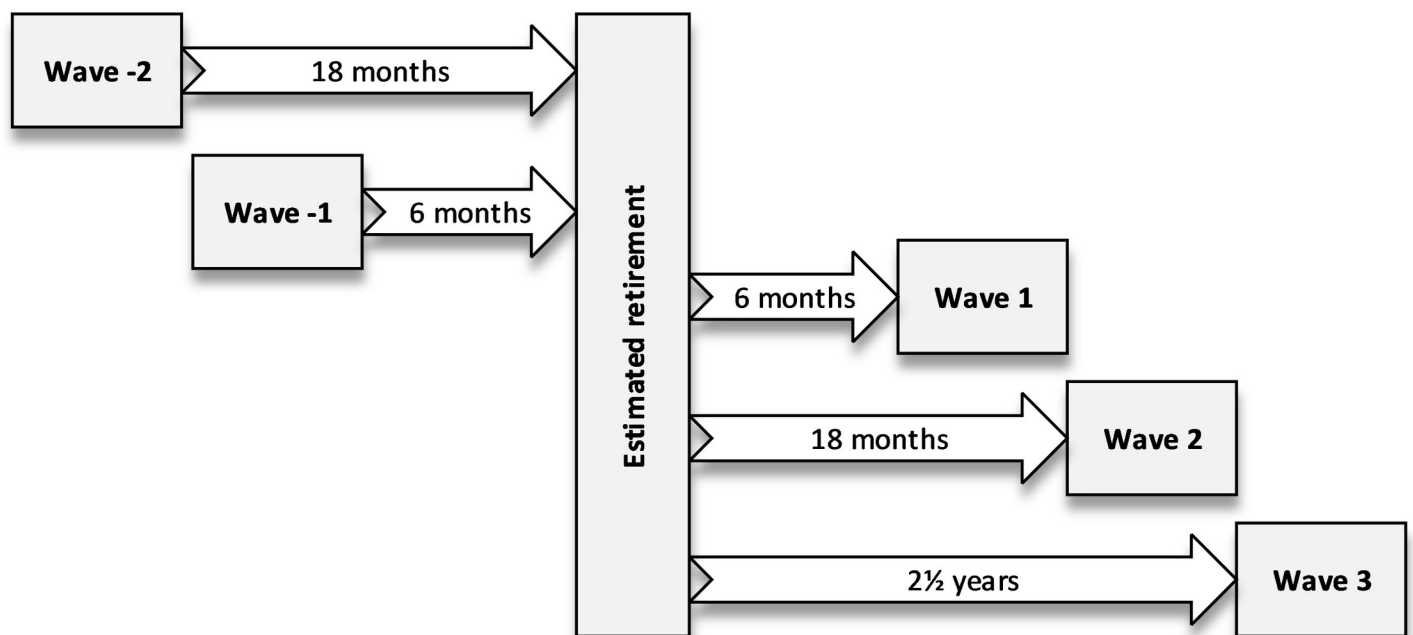 Wave -2
18 months
Wave -1
6 months
Estimated retirement
6 months
Wave 1
18 months
Wave 2
2½ years
Wave 3